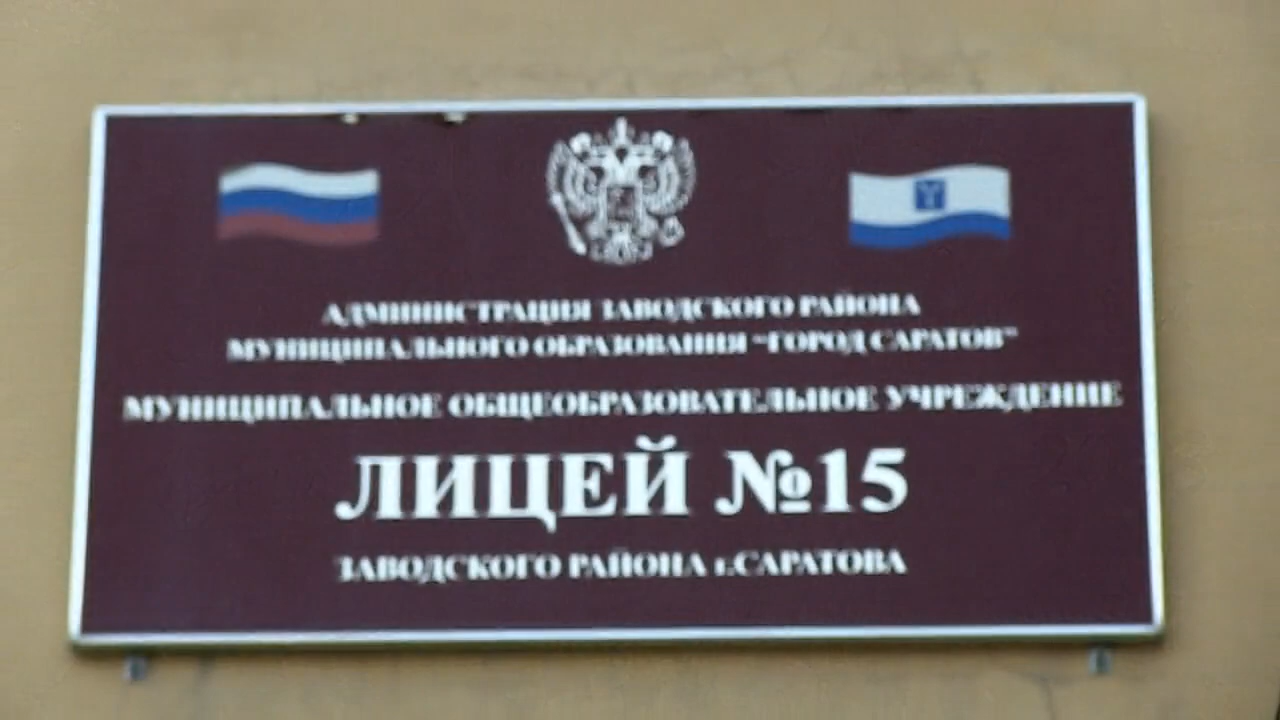 АДМИНИСТРАЦИЯ ЗАВОДСКОГО РАЙОНА
МУНИЦИПАЛЬНОГО ОБРАЗОВАНИЯ "ГОРОД САРАТОВ"
МУНИЦИПАЛЬНОЕ ОБЩЕОБРАЗОВАТЕЛЬНОЕ УЧРЕЖДЕНИЕ
ЛИЦЕЙ №15
ЗАВОДСКОГО РАЙОНА г.САРАТОВА